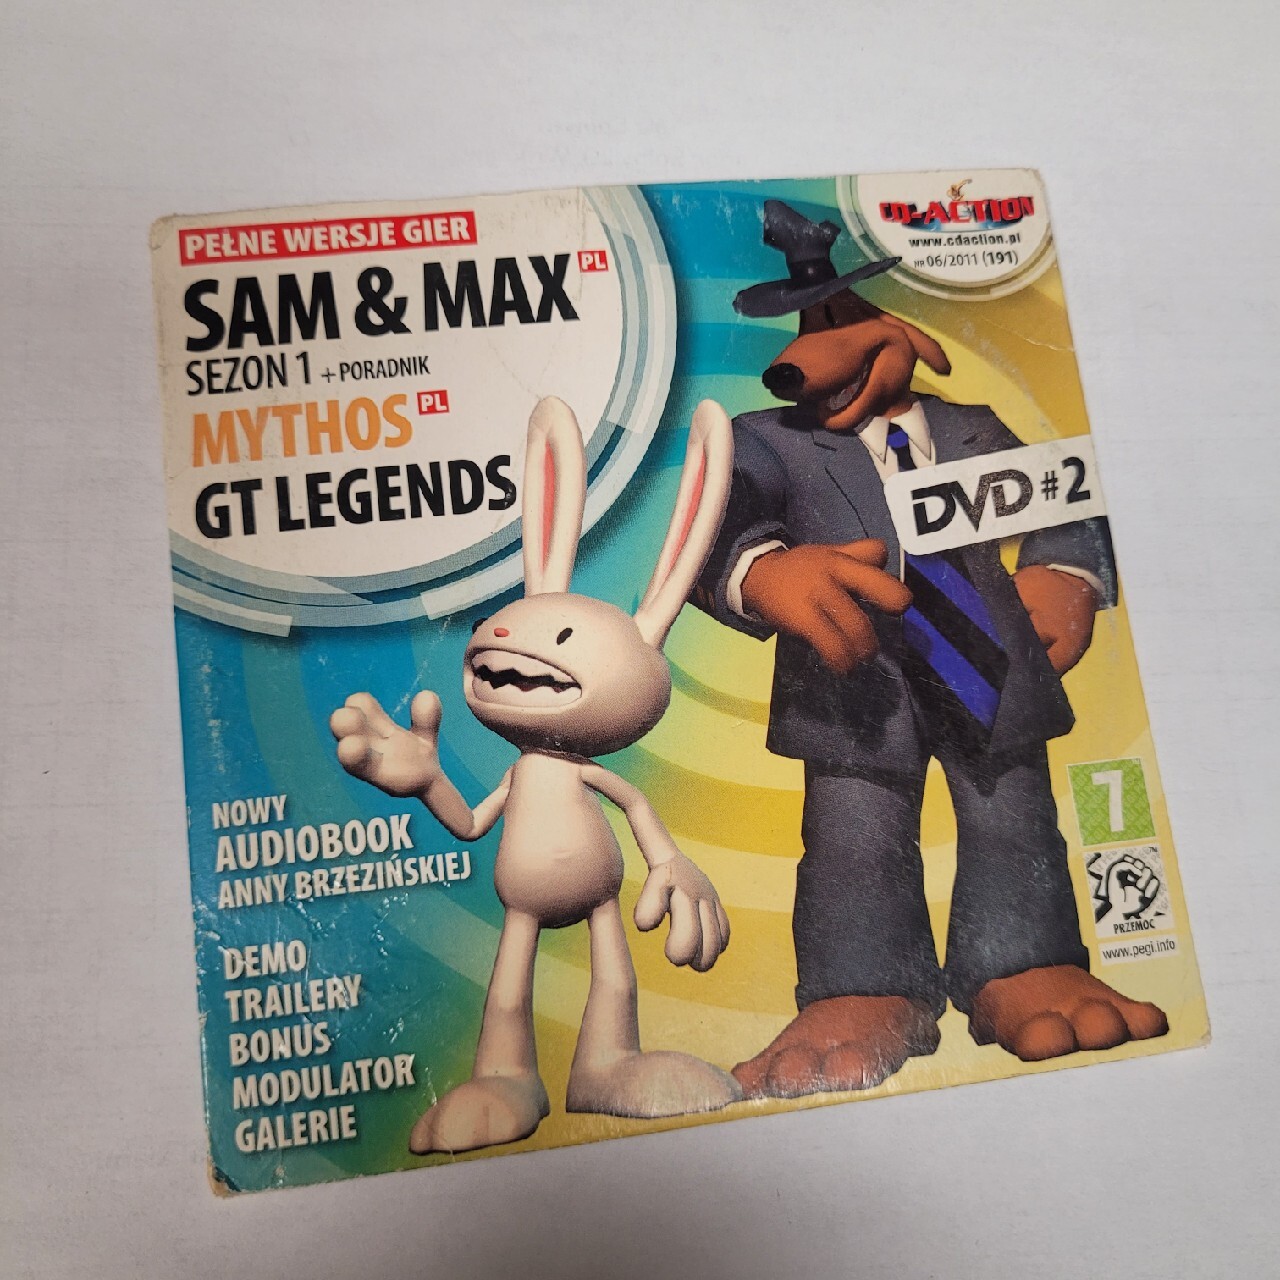 PEŁNE WERSJE GIER
SAM & MAX PL
SEZON 1 + PORADNIK
MYTHOS PL
GT LEGENDS
CD-ACTION
www.cdaction.pl
NR 06/2011 (191)
DVD #2
NOWY
AUDIOBOOK
ANNY BRZEZIŃSKIEJ
DEMO
TRAILERY
BONUS
MODULATOR
GALERIE
7
PRZEMOC
www.pegi.info